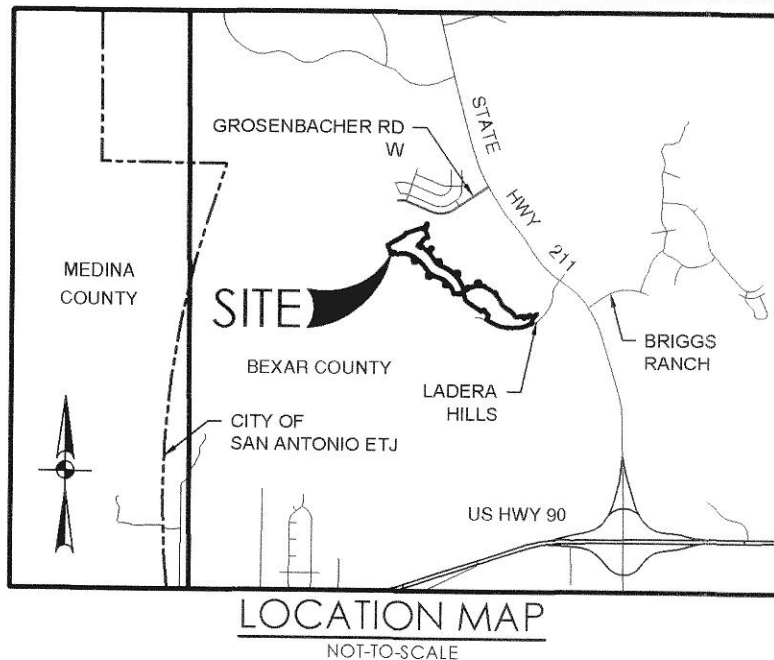 GROSENBACHER RD
W
STATE
HWY
211
MEDINA
COUNTY
SITE
BEXAR COUNTY
BRIGGS
RANCH
LADERA
HILLS
CITY OF
SAN ANTONIO ETJ
US HWY 90
LOCATION MAP
NOT-TO-SCALE